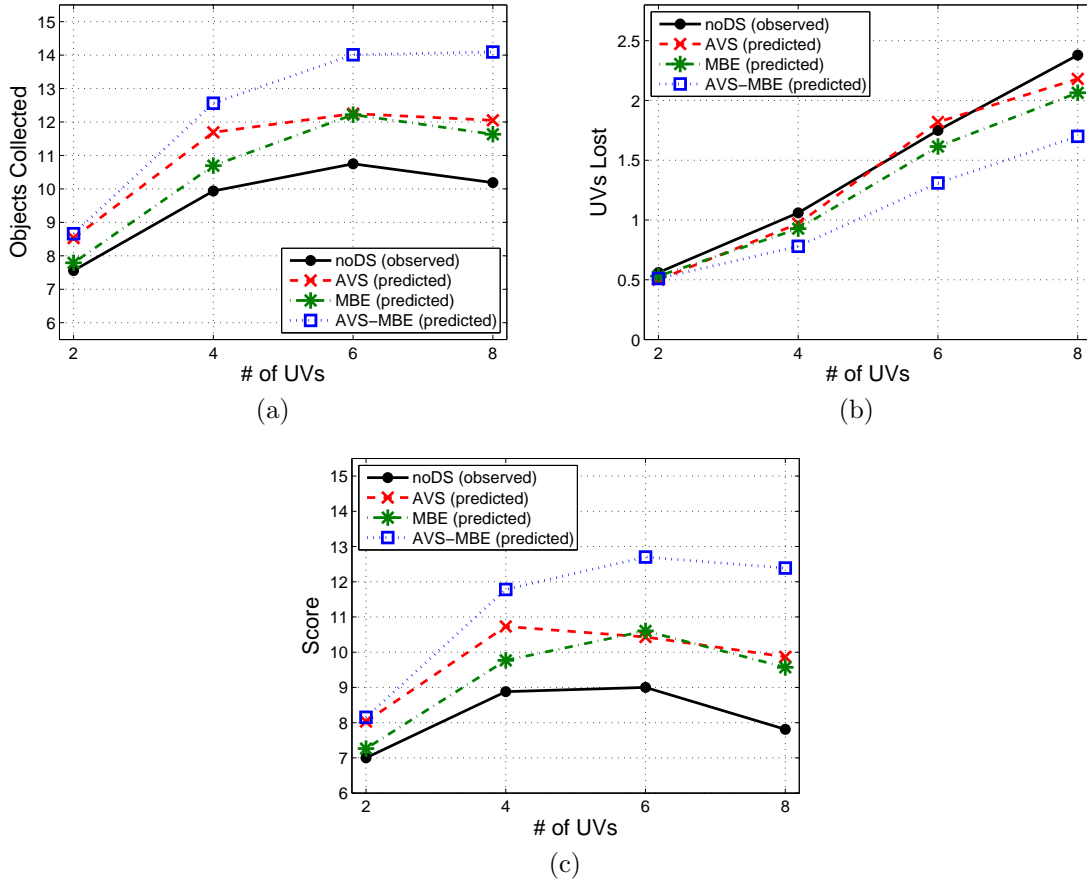 15
14
13
12
11
10
9
8
7
6
Objects Collected
noDS (observed)
AVS (predicted)
MBE (predicted)
AVS−MBE (predicted)
2
4
6
8
# of UVs
(a)
2.5
2
1.5
1
0.5
0
UVs Lost
noDS (observed)
AVS (predicted)
MBE (predicted)
AVS−MBE (predicted)
2
4
6
8
# of UVs
(b)
15
14
13
12
11
10
9
8
7
6
Score
noDS (observed)
AVS (predicted)
MBE (predicted)
AVS−MBE (predicted)
2
4
6
8
# of UVs
(c)